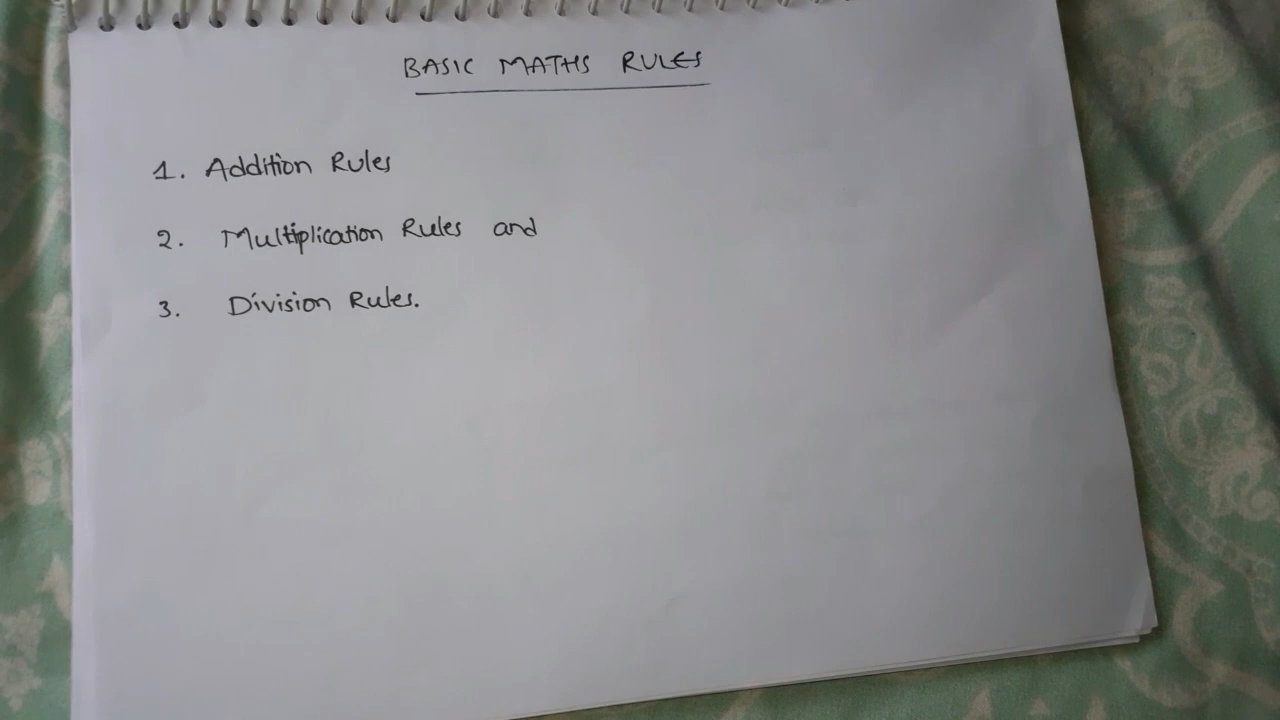 BASIC MATHS RULES
1. Addition Rules
2. Multiplication Rules and
3. Division Rules.